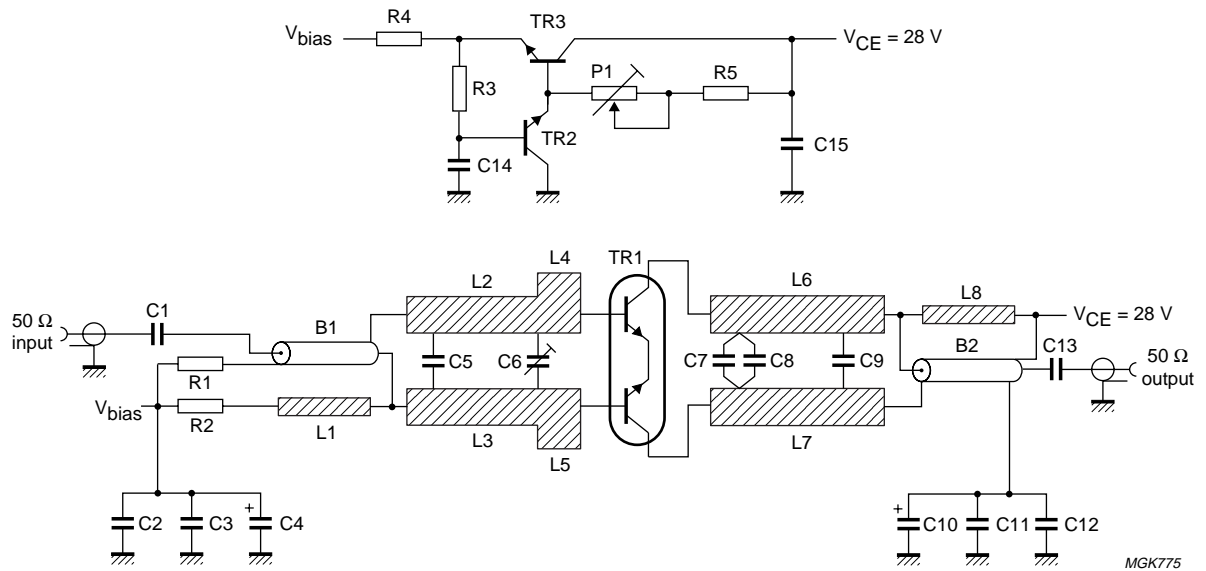 R4
TR3
V_bias
V_CE = 28 V
P1
R5
R3
TR2
C14
C15
L4
TR1
L2
L6
L8
C1
50 Ω
input
B1
V_CE = 28 V
C5
C6
C7
C8
C9
B2
C13
50 Ω
output
R1
V_bias
R2
L1
L3
L5
L7
C2
C3
+
C4
+
C10
C11
C12
MGK775